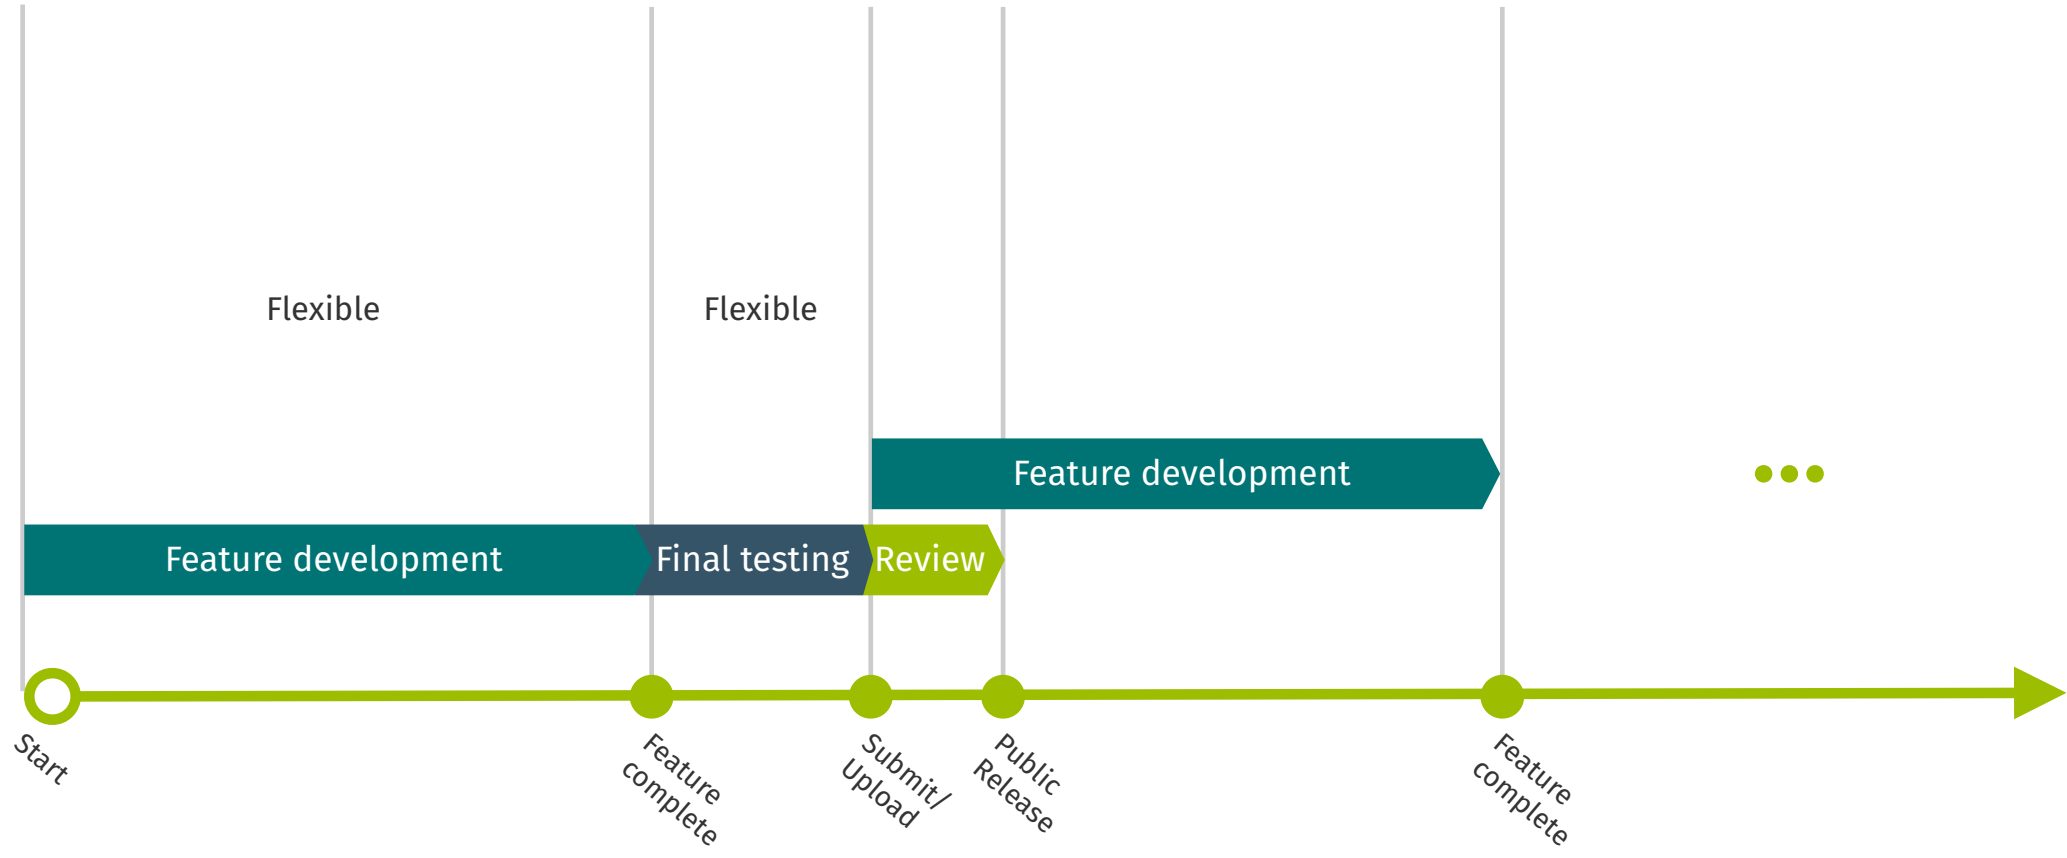 Flexible
Flexible
Feature development
Feature development
Final testing
Review
Start
Feature
complete
Submit/
Upload
Public
Release
Feature
complete